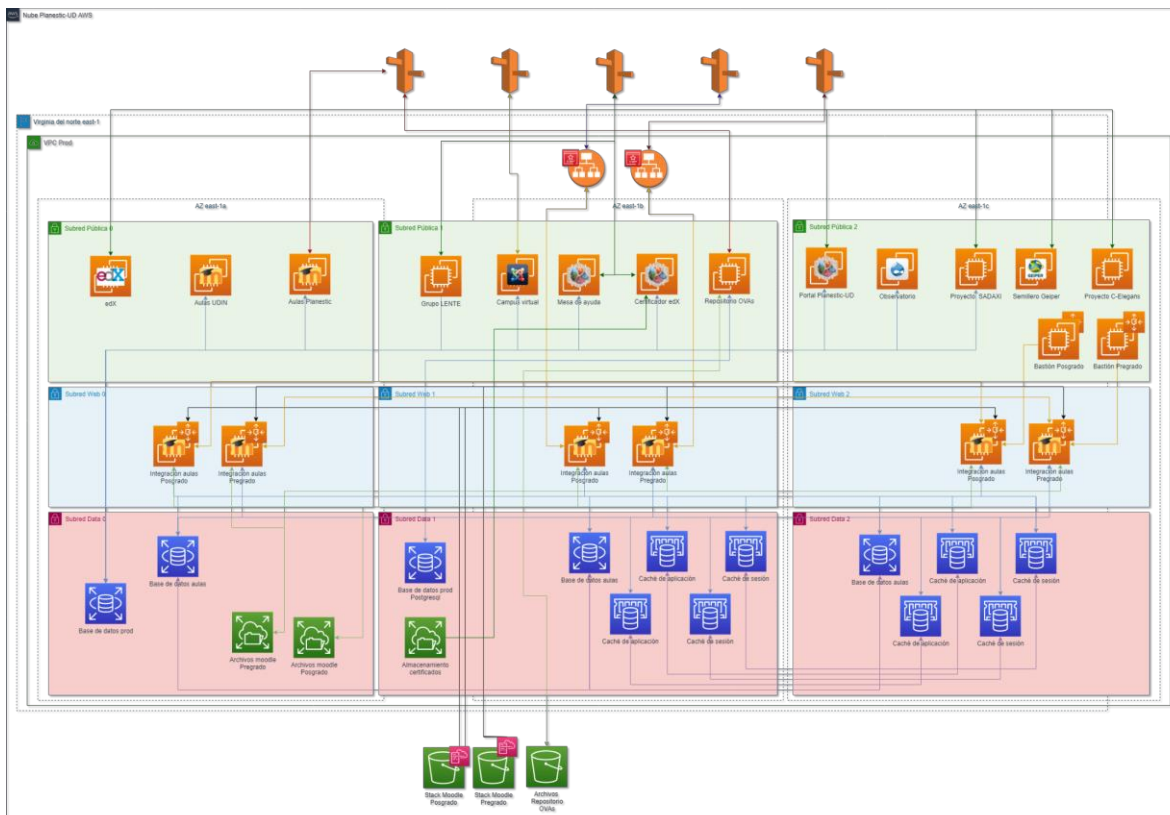 Nube Planestic-UD AWS
Virginia del norte east-1
VPC Prod
AZ east-1a
AZ east-1b
AZ east-1c
Subred Pública 0
Subred Pública 1
Subred Pública 2
edX
edX
Aulas UDIN
Aulas Planestic
Grupo LENTE
Campus virtual
Mesa de ayuda
Certificador edX
Repositorio OVAs
Portal Planestic-UD
Observatorio
Proyecto SADAXI
GEIPER
Semillero Geiper
Proyecto C-Elegans
Bastión Posgrado
Bastión Pregrado
Subred Web 0
Subred Web 1
Subred Web 2
Integración aulas
Posgrado
Integración aulas
Pregrado
Integración aulas
Posgrado
Integración aulas
Pregrado
Integración aulas
Posgrado
Integración aulas
Pregrado
Subred Data 0
Subred Data 1
Subred Data 2
Base de datos aulas
Base de datos prod
Archivos moodle
Pregrado
Archivos moodle
Posgrado
Base de datos prod
Postgresql
Almacenamiento
certificados
Base de datos aulas
Caché de aplicación
Caché de sesión
Caché de aplicación
Caché de sesión
Base de datos aulas
Caché de aplicación
Caché de sesión
Caché de aplicación
Caché de sesión
Stack Moodle
Posgrado
Stack Moodle
Pregrado
Archivos
Repositorio
OVAs